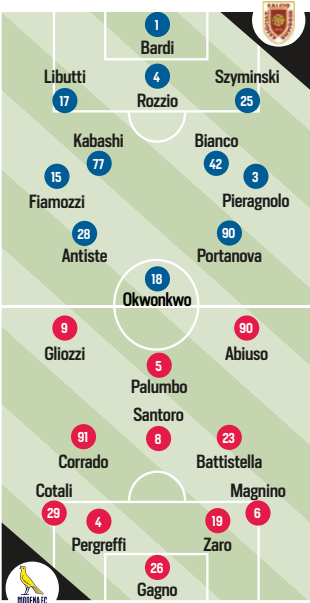 CALCIO
1
Bardi
Libutti
4
Szyminski
17
Rozzio
25
Kabashi
Bianco
77
42
15
3
Fiamozzi
Pieragnolo
28
90
Antiste
Portanova
18
Okwonkwo
9
90
Gliozzi
Abiuso
5
Palumbo
Santoro
91
8
23
Corrado
Battistella
Cotali
Magnino
29
4
19
6
Pergreffi
Zaro
26
Gagno
MODENA FC